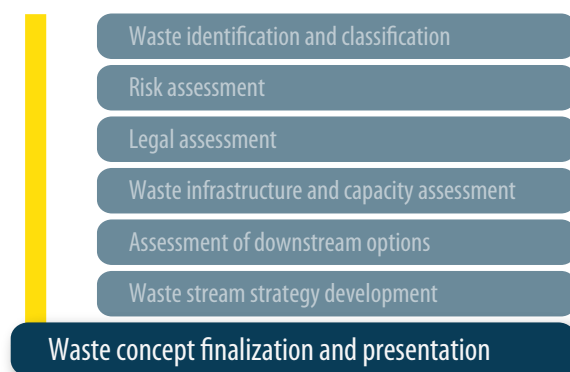 Waste identification and classification
Risk assessment
Legal assessment
Waste infrastructure and capacity assessment
Assessment of downstream options
Waste stream strategy development
Waste concept finalization and presentation